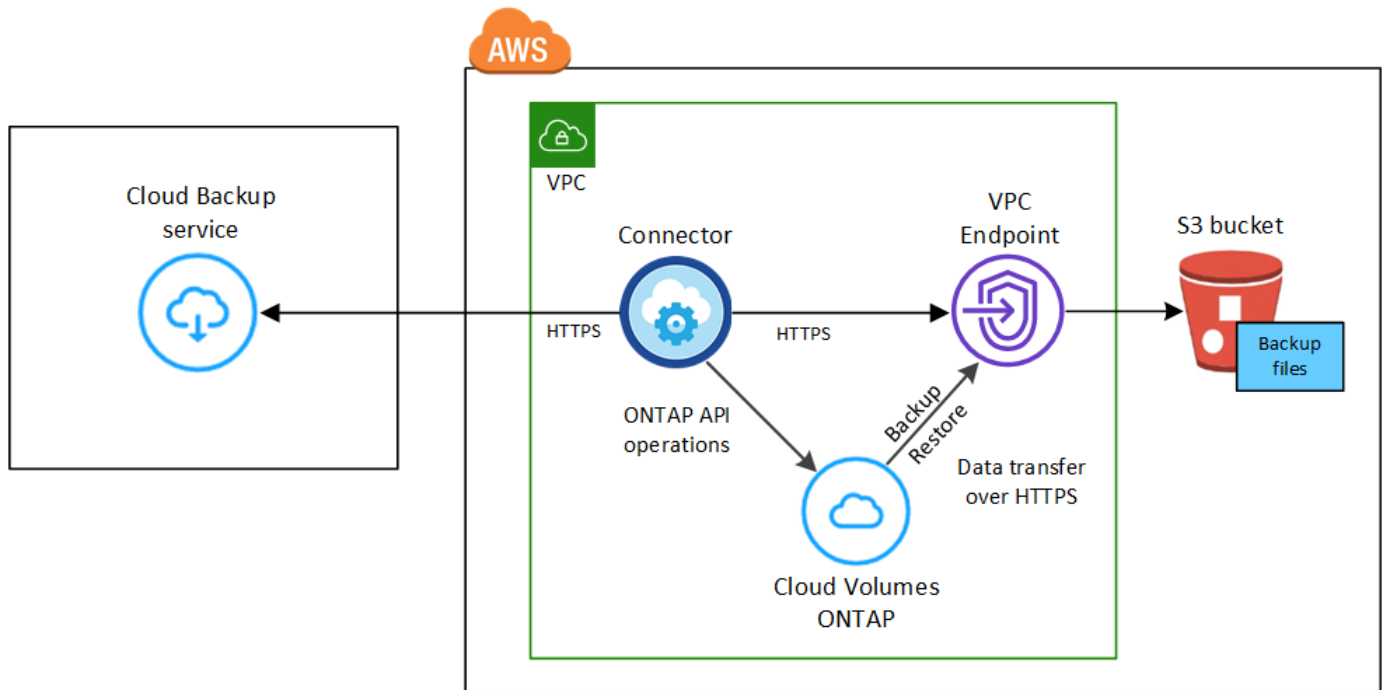 AWS
VPC
Cloud Backup
service
Connector
VPC
Endpoint
S3 bucket
HTTPS
HTTPS
Backup
files
ONTAP API
operations
Backup
Restore
Data transfer
over HTTPS
Cloud Volumes
ONTAP